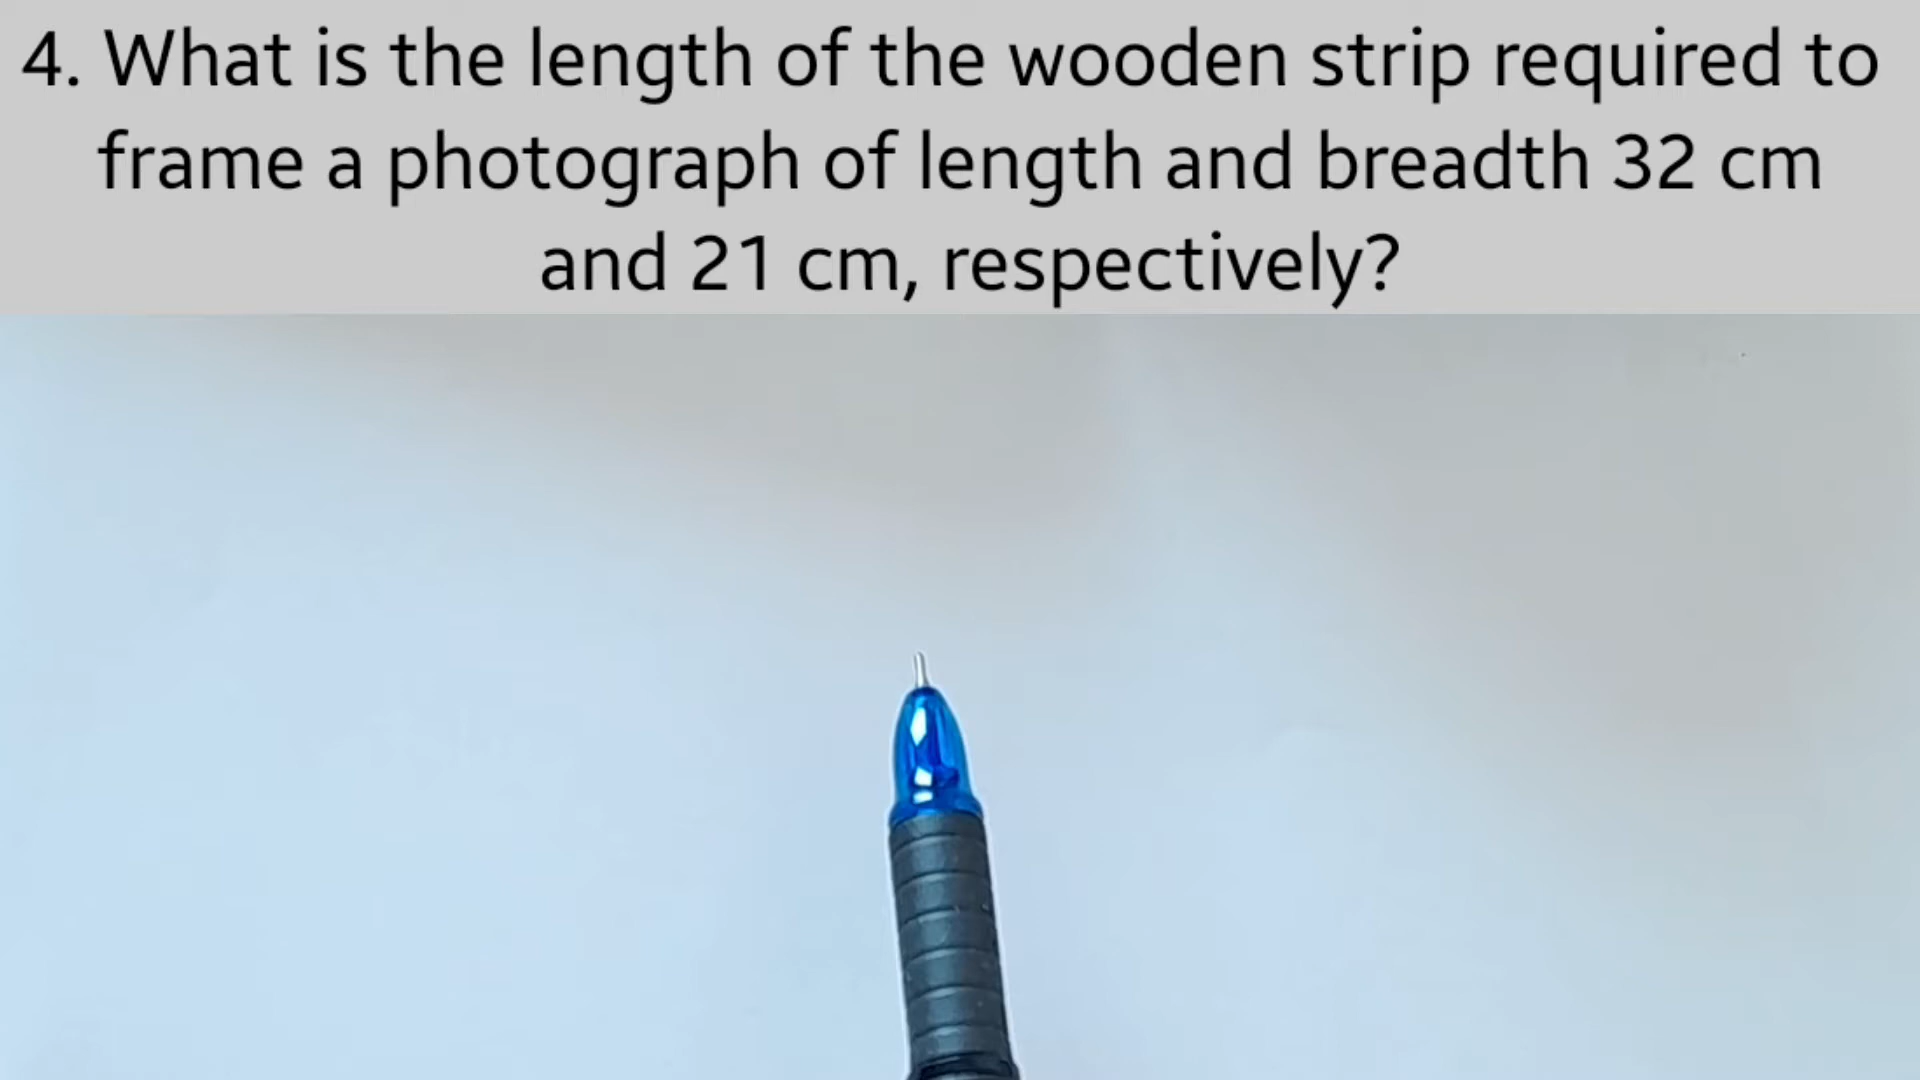 4. What is the length of the wooden strip required to
frame a photograph of length and breadth 32 cm
and 21 cm, respectively?